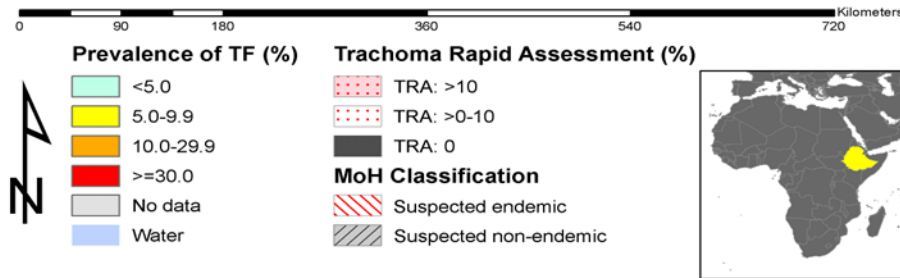 0 90 180 360 540 720 Kilometers
Prevalence of TF (%)
<5.0
5.0-9.9
10.0-29.9
>=30.0
No data
Water
Trachoma Rapid Assessment (%)
TRA: >10
TRA: >0-10
TRA: 0
MoH Classification
Suspected endemic
Suspected non-endemic
N